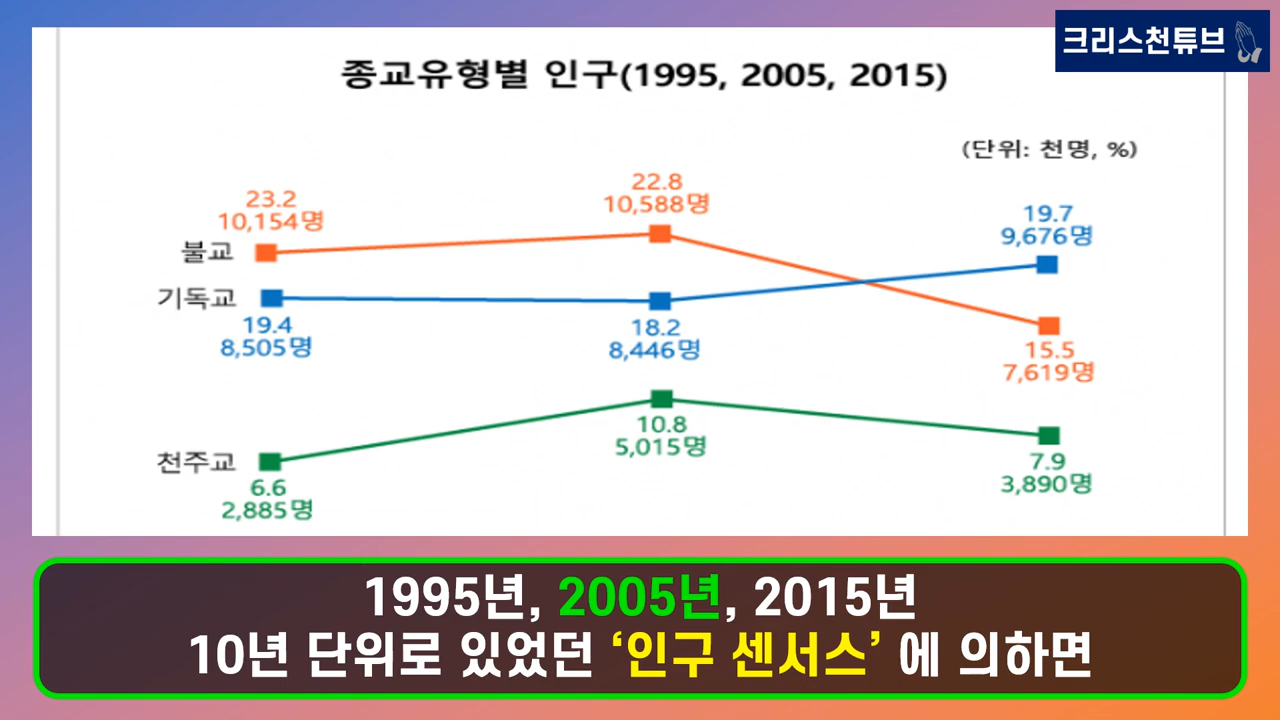 크리스천튜브
종교유형별 인구(1995, 2005, 2015)
(단위: 천명, %)
23.2
10,154명
22.8
10,588명
19.7
9,676명
불교
기독교
19.4
8,505명
18.2
8,446명
15.5
7,619명
10.8
5,015명
천주교
6.6
2,885명
7.9
3,890명
1995년, 2005년, 2015년
10년 단위로 있었던 ‘인구 센서스’ 에 의하면